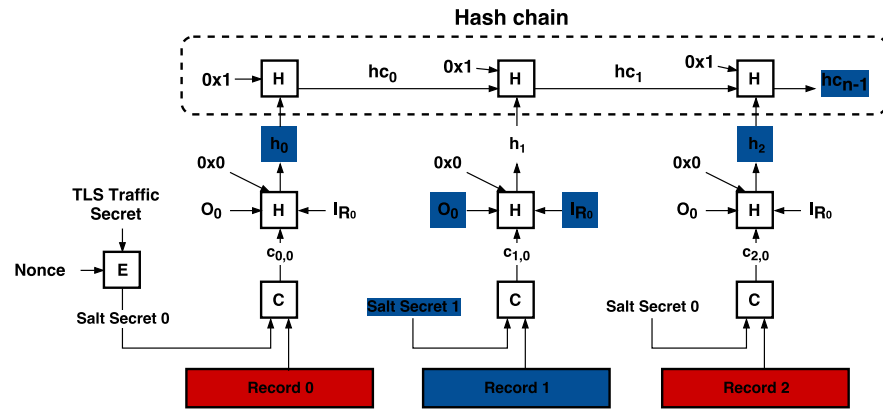 Hash chain
0x1 H hc0 0x1 H hc1 0x1 H hcn-1
h0 h1 h2
0x0 0x0 0x0
TLS Traffic
Secret
O0 H IR0 O0 H IR0 O0 H IR0
c0,0 c1,0 c2,0
Nonce E
C C C
Salt Secret 0 Salt Secret 1 Salt Secret 0
Record 0 Record 1 Record 2